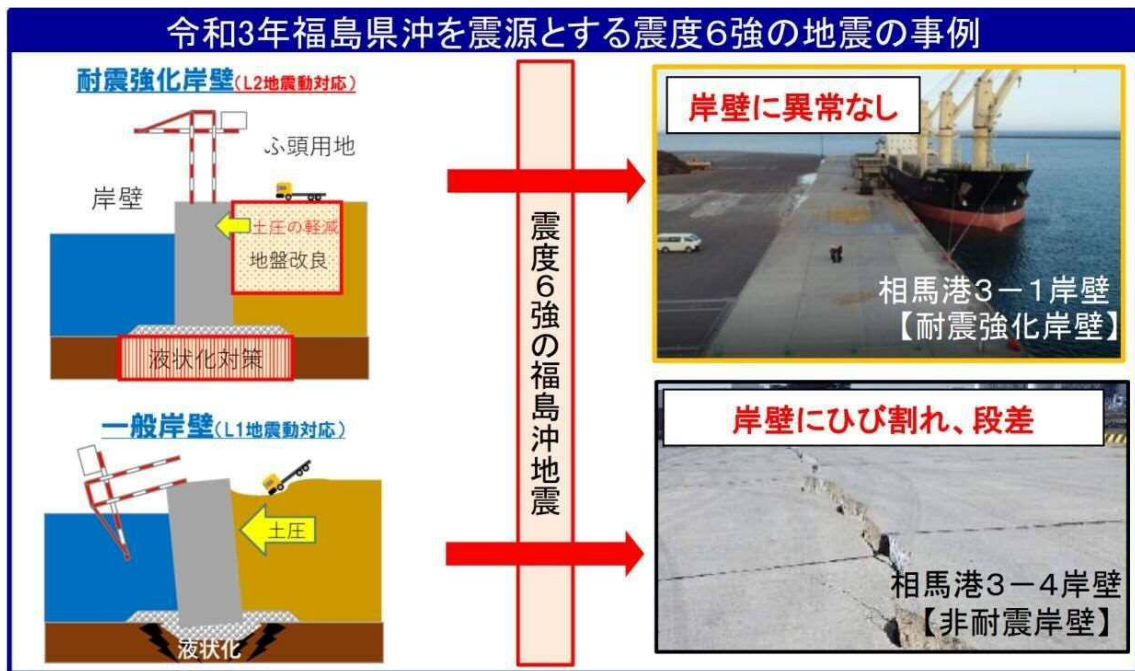 令和3年福島県沖を震源とする震度6強の地震の事例
耐震強化岸壁(L2地震動対応)
ふ頭用地
岸壁
土圧の軽減
地盤改良
液状化対策
一般岸壁(L1地震動対応)
土圧
液状化
震度6強の福島沖地震
岸壁に異常なし
相馬港3－1岸壁
【耐震強化岸壁】
岸壁にひび割れ、段差
相馬港3－4岸壁
【非耐震岸壁】